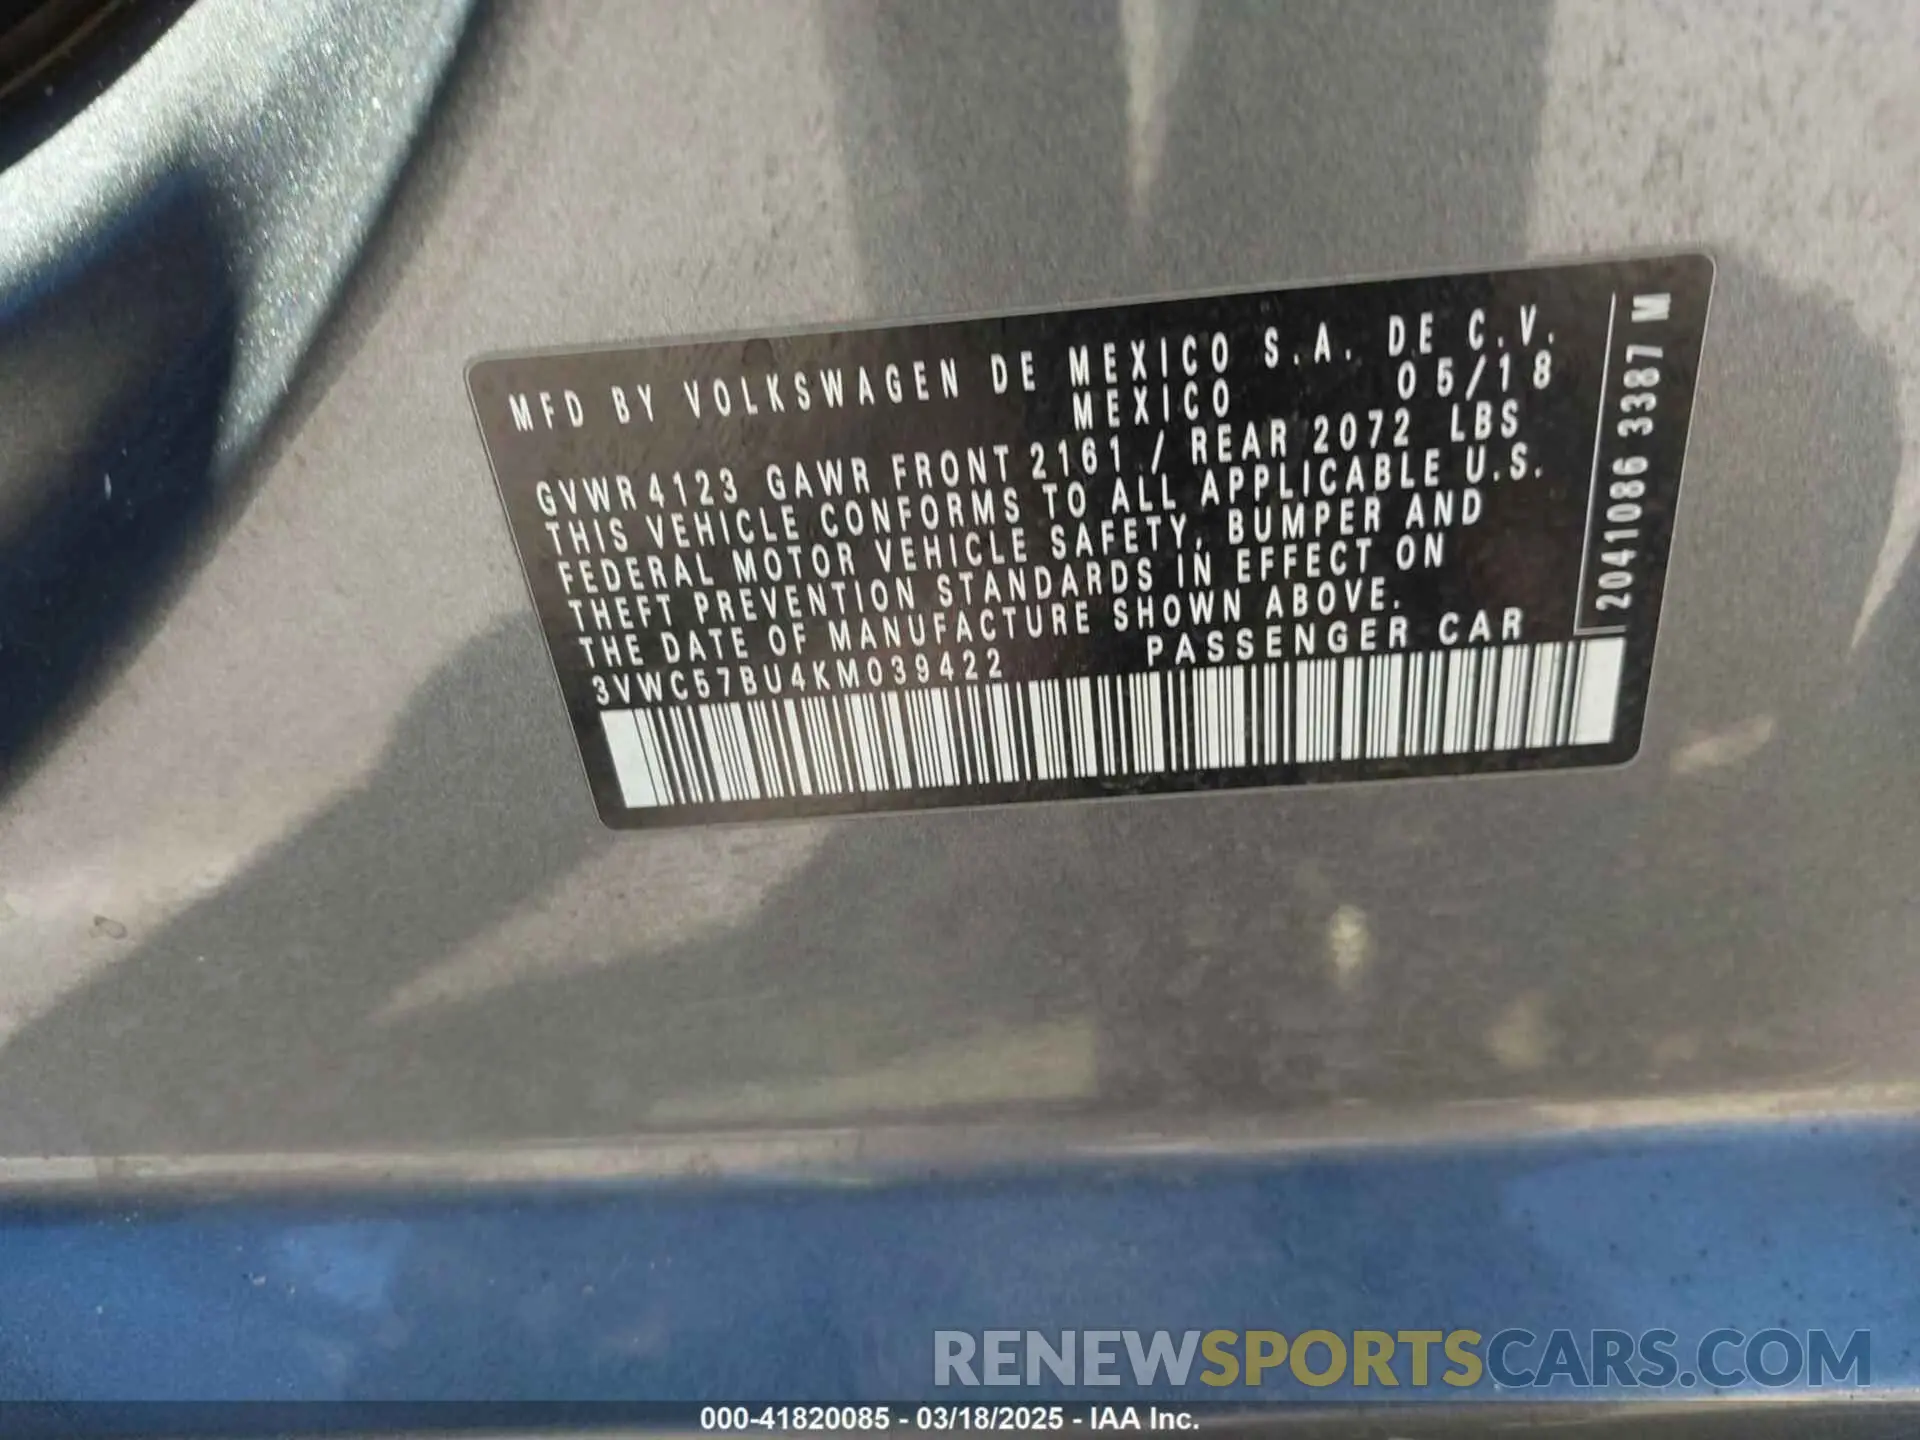 MFD BY VOLKSWAGEN DE MEXICO S.A. DE C.V.
MEXICO 05/18
GVWR 4123 GAWR FRONT 2161 / REAR 2072 LBS
THIS VEHICLE CONFORMS TO ALL APPLICABLE U.S.
FEDERAL MOTOR VEHICLE SAFETY, BUMPER AND
THEFT PREVENTION STANDARDS IN EFFECT ON
THE DATE OF MANUFACTURE SHOWN ABOVE.
3VWC57BU4KM039422 PASSENGER CAR
2041086 3387 M
RENEWSPORTSCARS.COM
000-41820085 - 03/18/2025 - IAA Inc.